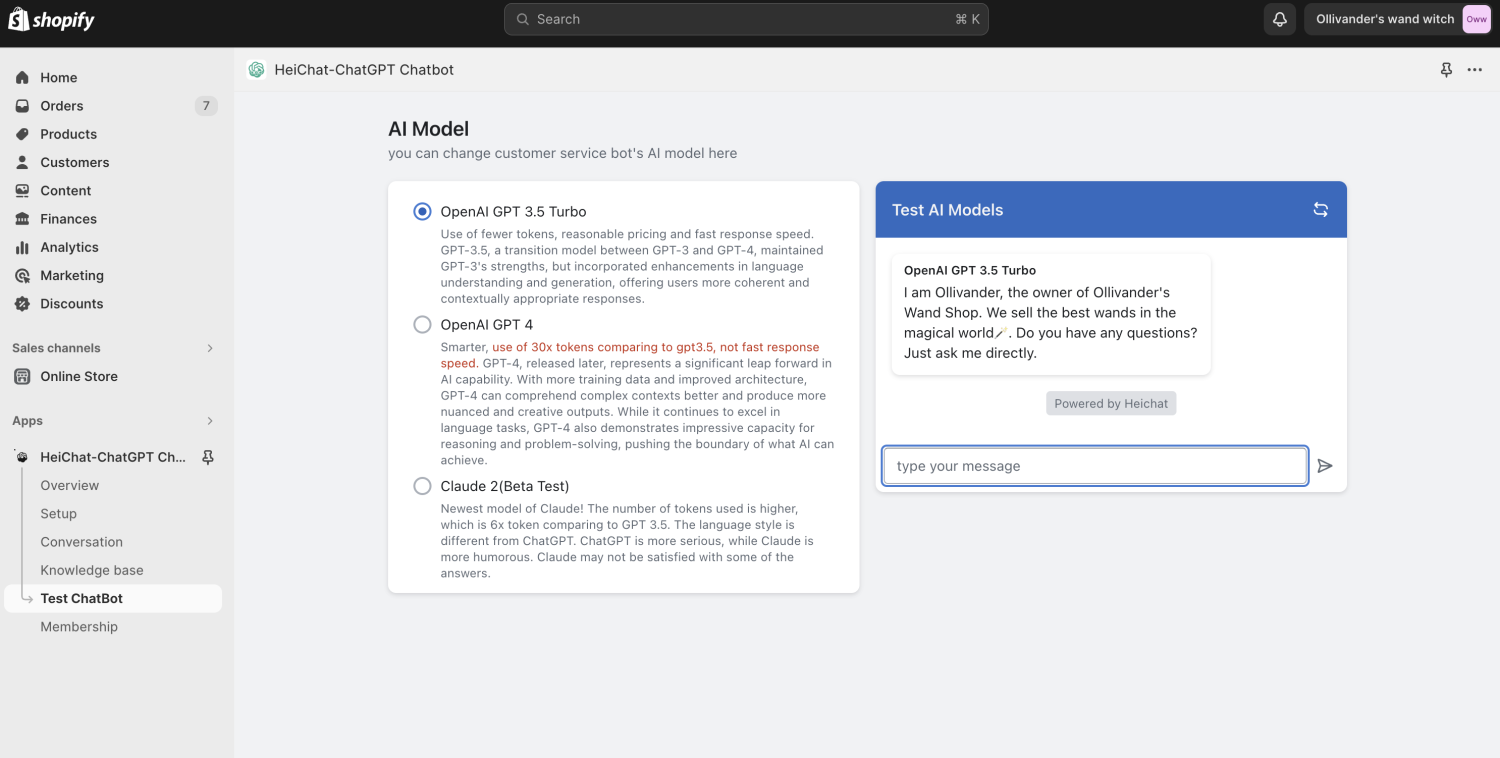 shopify
Search
⌘ K
Ollivander's wand witch
Oww
Home
Orders
7
Products
Customers
Content
Finances
Analytics
Marketing
Discounts
Sales channels
Online Store
Apps
HeiChat-ChatGPT Ch...
Overview
Setup
Conversation
Knowledge base
Test ChatBot
Membership
HeiChat-ChatGPT Chatbot
AI Model
you can change customer service bot's AI model here
OpenAI GPT 3.5 Turbo
Use of fewer tokens, reasonable pricing and fast response speed.
GPT-3.5, a transition model between GPT-3 and GPT-4, maintained
GPT-3's strengths, but incorporated enhancements in language
understanding and generation, offering users more coherent and
contextually appropriate responses.
OpenAI GPT 4
Smarter, use of 30x tokens comparing to gpt3.5, not fast response
speed. GPT-4, released later, represents a significant leap forward in
AI capability. With more training data and improved architecture,
GPT-4 can comprehend complex contexts better and produce more
nuanced and creative outputs. While it continues to excel in
language tasks, GPT-4 also demonstrates impressive capacity for
reasoning and problem-solving, pushing the boundary of what AI can
achieve.
Claude 2(Beta Test)
Newest model of Claude! The number of tokens used is higher,
which is 6x token comparing to GPT 3.5. The language style is
different from ChatGPT. ChatGPT is more serious, while Claude is
more humorous. Claude may not be satisfied with some of the
answers.
Test AI Models
OpenAI GPT 3.5 Turbo
I am Ollivander, the owner of Ollivander's
Wand Shop. We sell the best wands in the
magical world🪄. Do you have any questions?
Just ask me directly.
Powered by Heichat
type your message